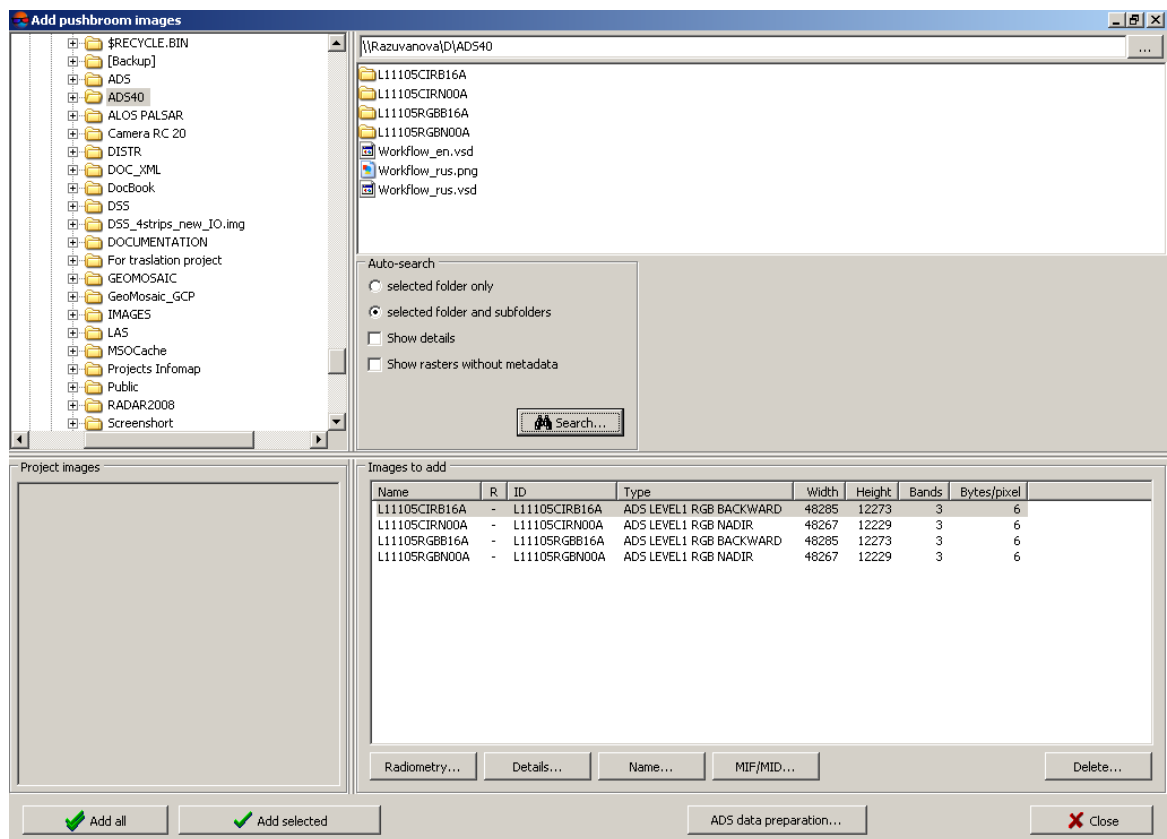 Add pushbroom images
$RECYCLE.BIN
[Backup]
ADS
ADS40
ALOS PALSAR
Camera RC 20
DISTR
DOC_XML
DocBook
DSS
DSS_4strips_new_IO.img
DOCUMENTATION
For traslation project
GEOMOSAIC
GeoMosaic_GCP
IMAGES
LAS
MSOCache
Projects Infomap
Public
RADAR2008
Screenshort
\\Razuvanova\D\ADS40
...
L11105CIRB16A
L11105CIRN00A
L11105RGBB16A
L11105RGBN00A
Workflow_en.vsd
Workflow_rus.png
Workflow_rus.vsd
Auto-search
selected folder only
selected folder and subfolders
Show details
Show rasters without metadata
Search...
Project images
Images to add
Name R ID Type Width Height Bands Bytes/pixel
L11105CIRB16A - L11105CIRB16A ADS LEVEL1 RGB BACKWARD 48285 12273 3 6
L11105CIRN00A - L11105CIRN00A ADS LEVEL1 RGB NADIR 48267 12229 3 6
L11105RGBB16A - L11105RGBB16A ADS LEVEL1 RGB BACKWARD 48285 12273 3 6
L11105RGBN00A - L11105RGBN00A ADS LEVEL1 RGB NADIR 48267 12229 3 6
Radiometry... Details... Name... MIF/MID... Delete...
Add all Add selected ADS data preparation... Close